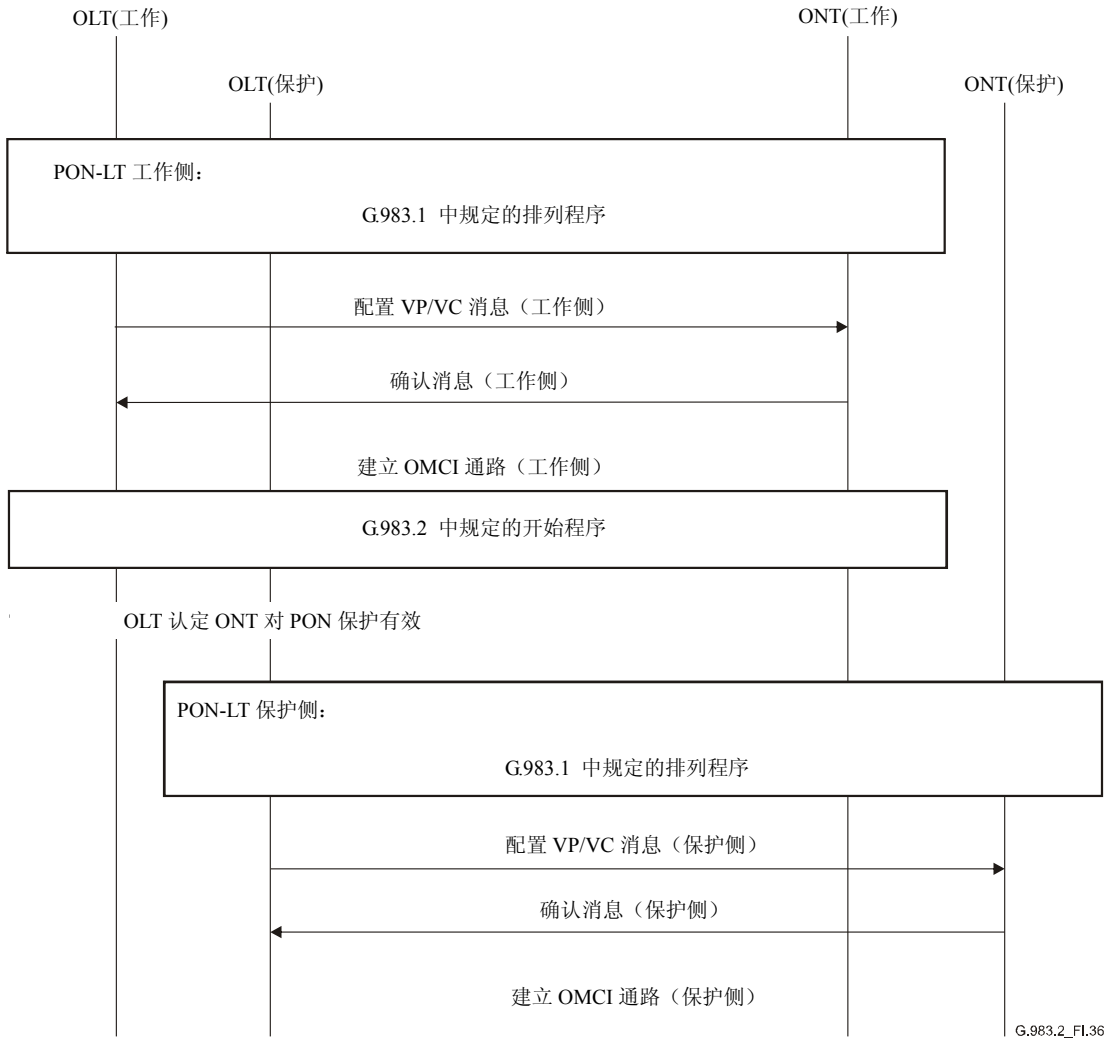 OLT(工作)
ONT(工作)
OLT(保护)
ONT(保护)
PON-LT 工作侧：
G.983.1 中规定的排列程序
配置 VP/VC 消息（工作侧）
确认消息（工作侧）
建立 OMCI 通路（工作侧）
G.983.2 中规定的开始程序
OLT 认定 ONT 对 PON 保护有效
PON-LT 保护侧：
G.983.1 中规定的排列程序
配置 VP/VC 消息（保护侧）
确认消息（保护侧）
建立 OMCI 通路（保护侧）
G.983.2_FI.36